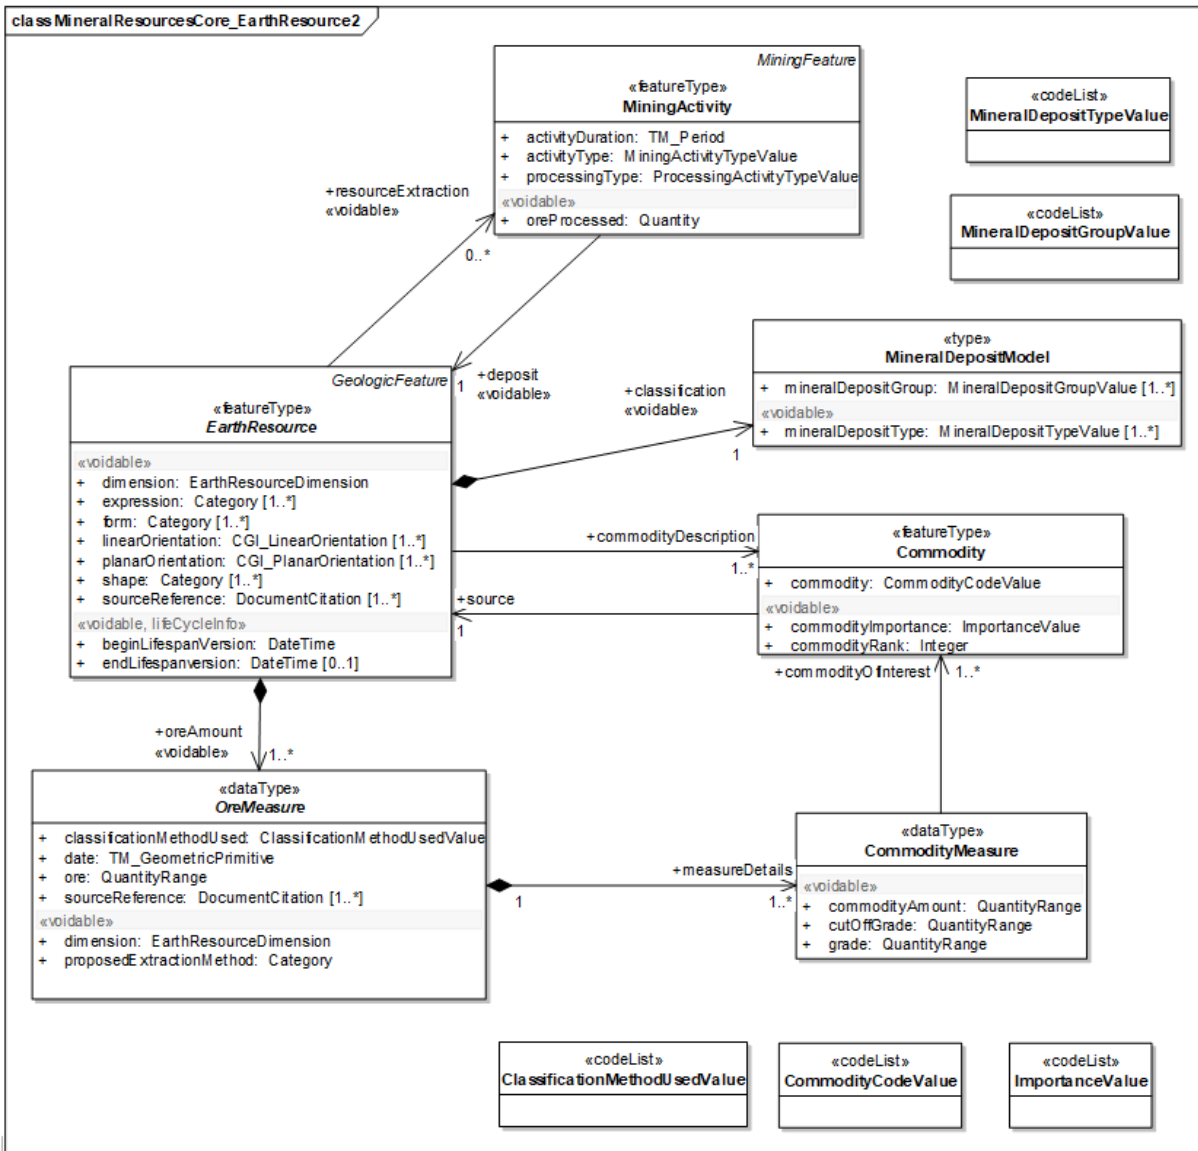 class MineralResourcesCore_EarthResource2
MiningFeature
«featureType»
MiningActivity
+ activityDuration: TM_Period
+ activityType: MiningActivityTypeValue
+ processingType: ProcessingActivityTypeValue
«voidable»
+ oreProcessed: Quantity
«codeList»
MineralDepositTypeValue
«codeList»
MineralDepositGroupValue
+resourceExtraction
«voidable»
0..*
«type»
MineralDepositModel
+ mineralDepositGroup: MineralDepositGroupValue [1..*]
«voidable»
+ mineralDepositType: MineralDepositTypeValue [1..*]
1
+deposit
«voidable»
+classification
«voidable»
1
GeologicFeature
«featureType»
EarthResource
«voidable»
+ dimension: EarthResourceDimension
+ expression: Category [1..*]
+ form: Category [1..*]
+ linearOrientation: CGI_LinearOrientation [1..*]
+ planarOrientation: CGI_PlanarOrientation [1..*]
+ shape: Category [1..*]
+ sourceReference: DocumentCitation [1..*]
«voidable, lifeCycleInfo»
+ beginLifespanVersion: DateTime
+ endLifespanversion: DateTime [0..1]
+commodityDescription
1..*
+source
1
«featureType»
Commodity
+ commodity: CommodityCodeValue
«voidable»
+ commodityImportance: ImportanceValue
+ commodityRank: Integer
+commodityOfInterest
1..*
+oreAmount
«voidable»
1..*
«dataType»
OreMeasure
+ classificationMethodUsed: ClassificationMethodUsedValue
+ date: TM_GeometricPrimitive
+ ore: QuantityRange
+ sourceReference: DocumentCitation [1..*]
«voidable»
+ dimension: EarthResourceDimension
+ proposedExtractionMethod: Category
+measureDetails
1
1..*
«dataType»
CommodityMeasure
«voidable»
+ commodityAmount: QuantityRange
+ cutOffGrade: QuantityRange
+ grade: QuantityRange
«codeList»
ClassificationMethodUsedValue
«codeList»
CommodityCodeValue
«codeList»
ImportanceValue